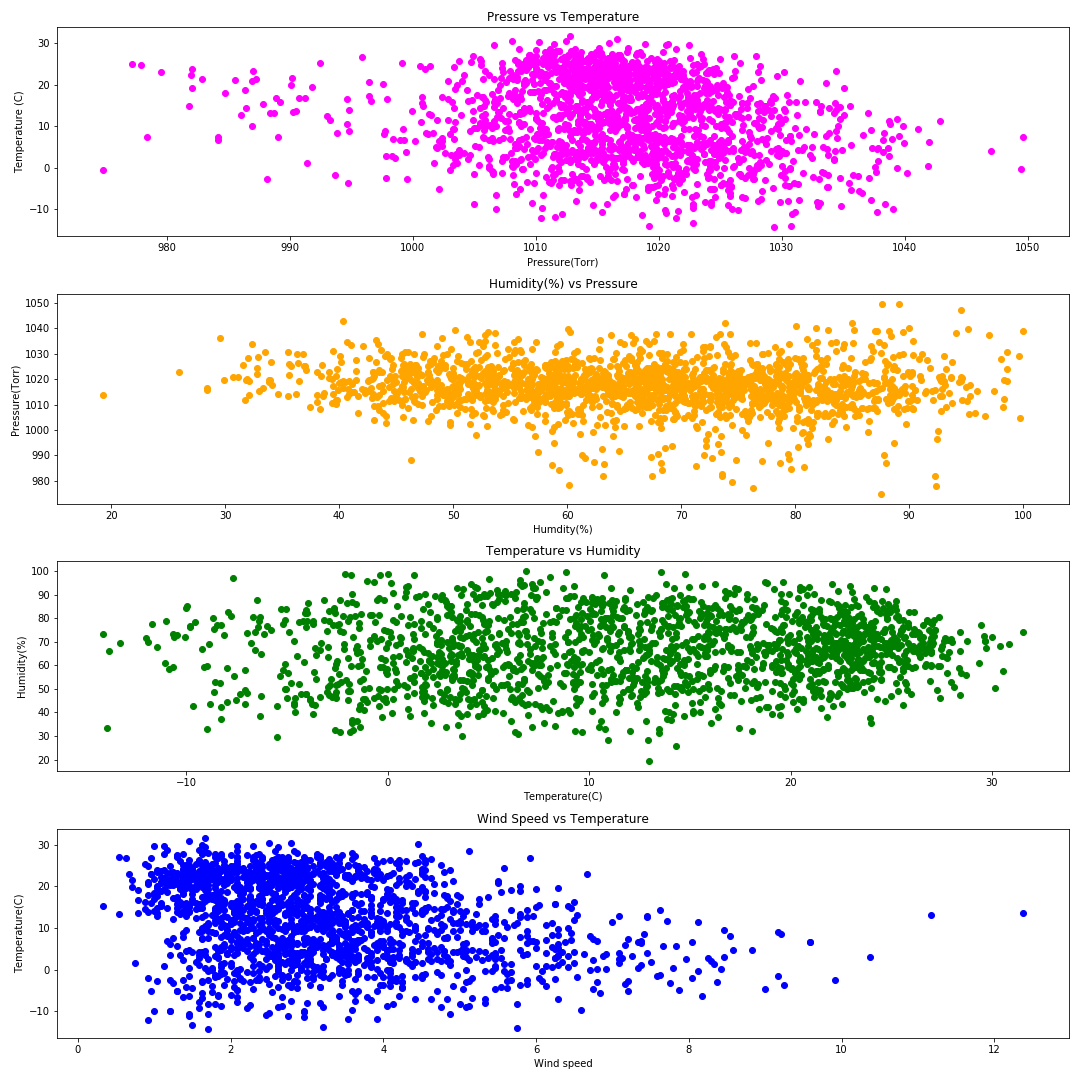 Pressure vs Temperature
30
20
10
0
−10
Temperature (C)
980 990 1000 1010 1020 1030 1040 1050
Pressure(Torr)
Humidity(%) vs Pressure
1050
1040
1030
1020
1010
1000
990
980
Pressure(Torr)
20 30 40 50 60 70 80 90 100
Humdity(%)
Temperature vs Humidity
100
90
80
70
60
50
40
30
20
Humidity(%)
−10 0 10 20 30
Temperature(C)
Wind Speed vs Temperature
30
20
10
0
−10
Temperature(C)
0 2 4 6 8 10 12
Wind speed